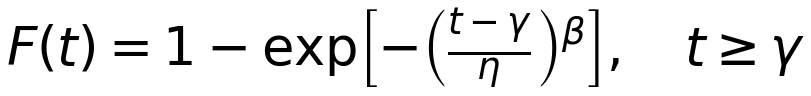 F(t) = 1 − exp[−((t − γ)/η)^β], t ≥ γ